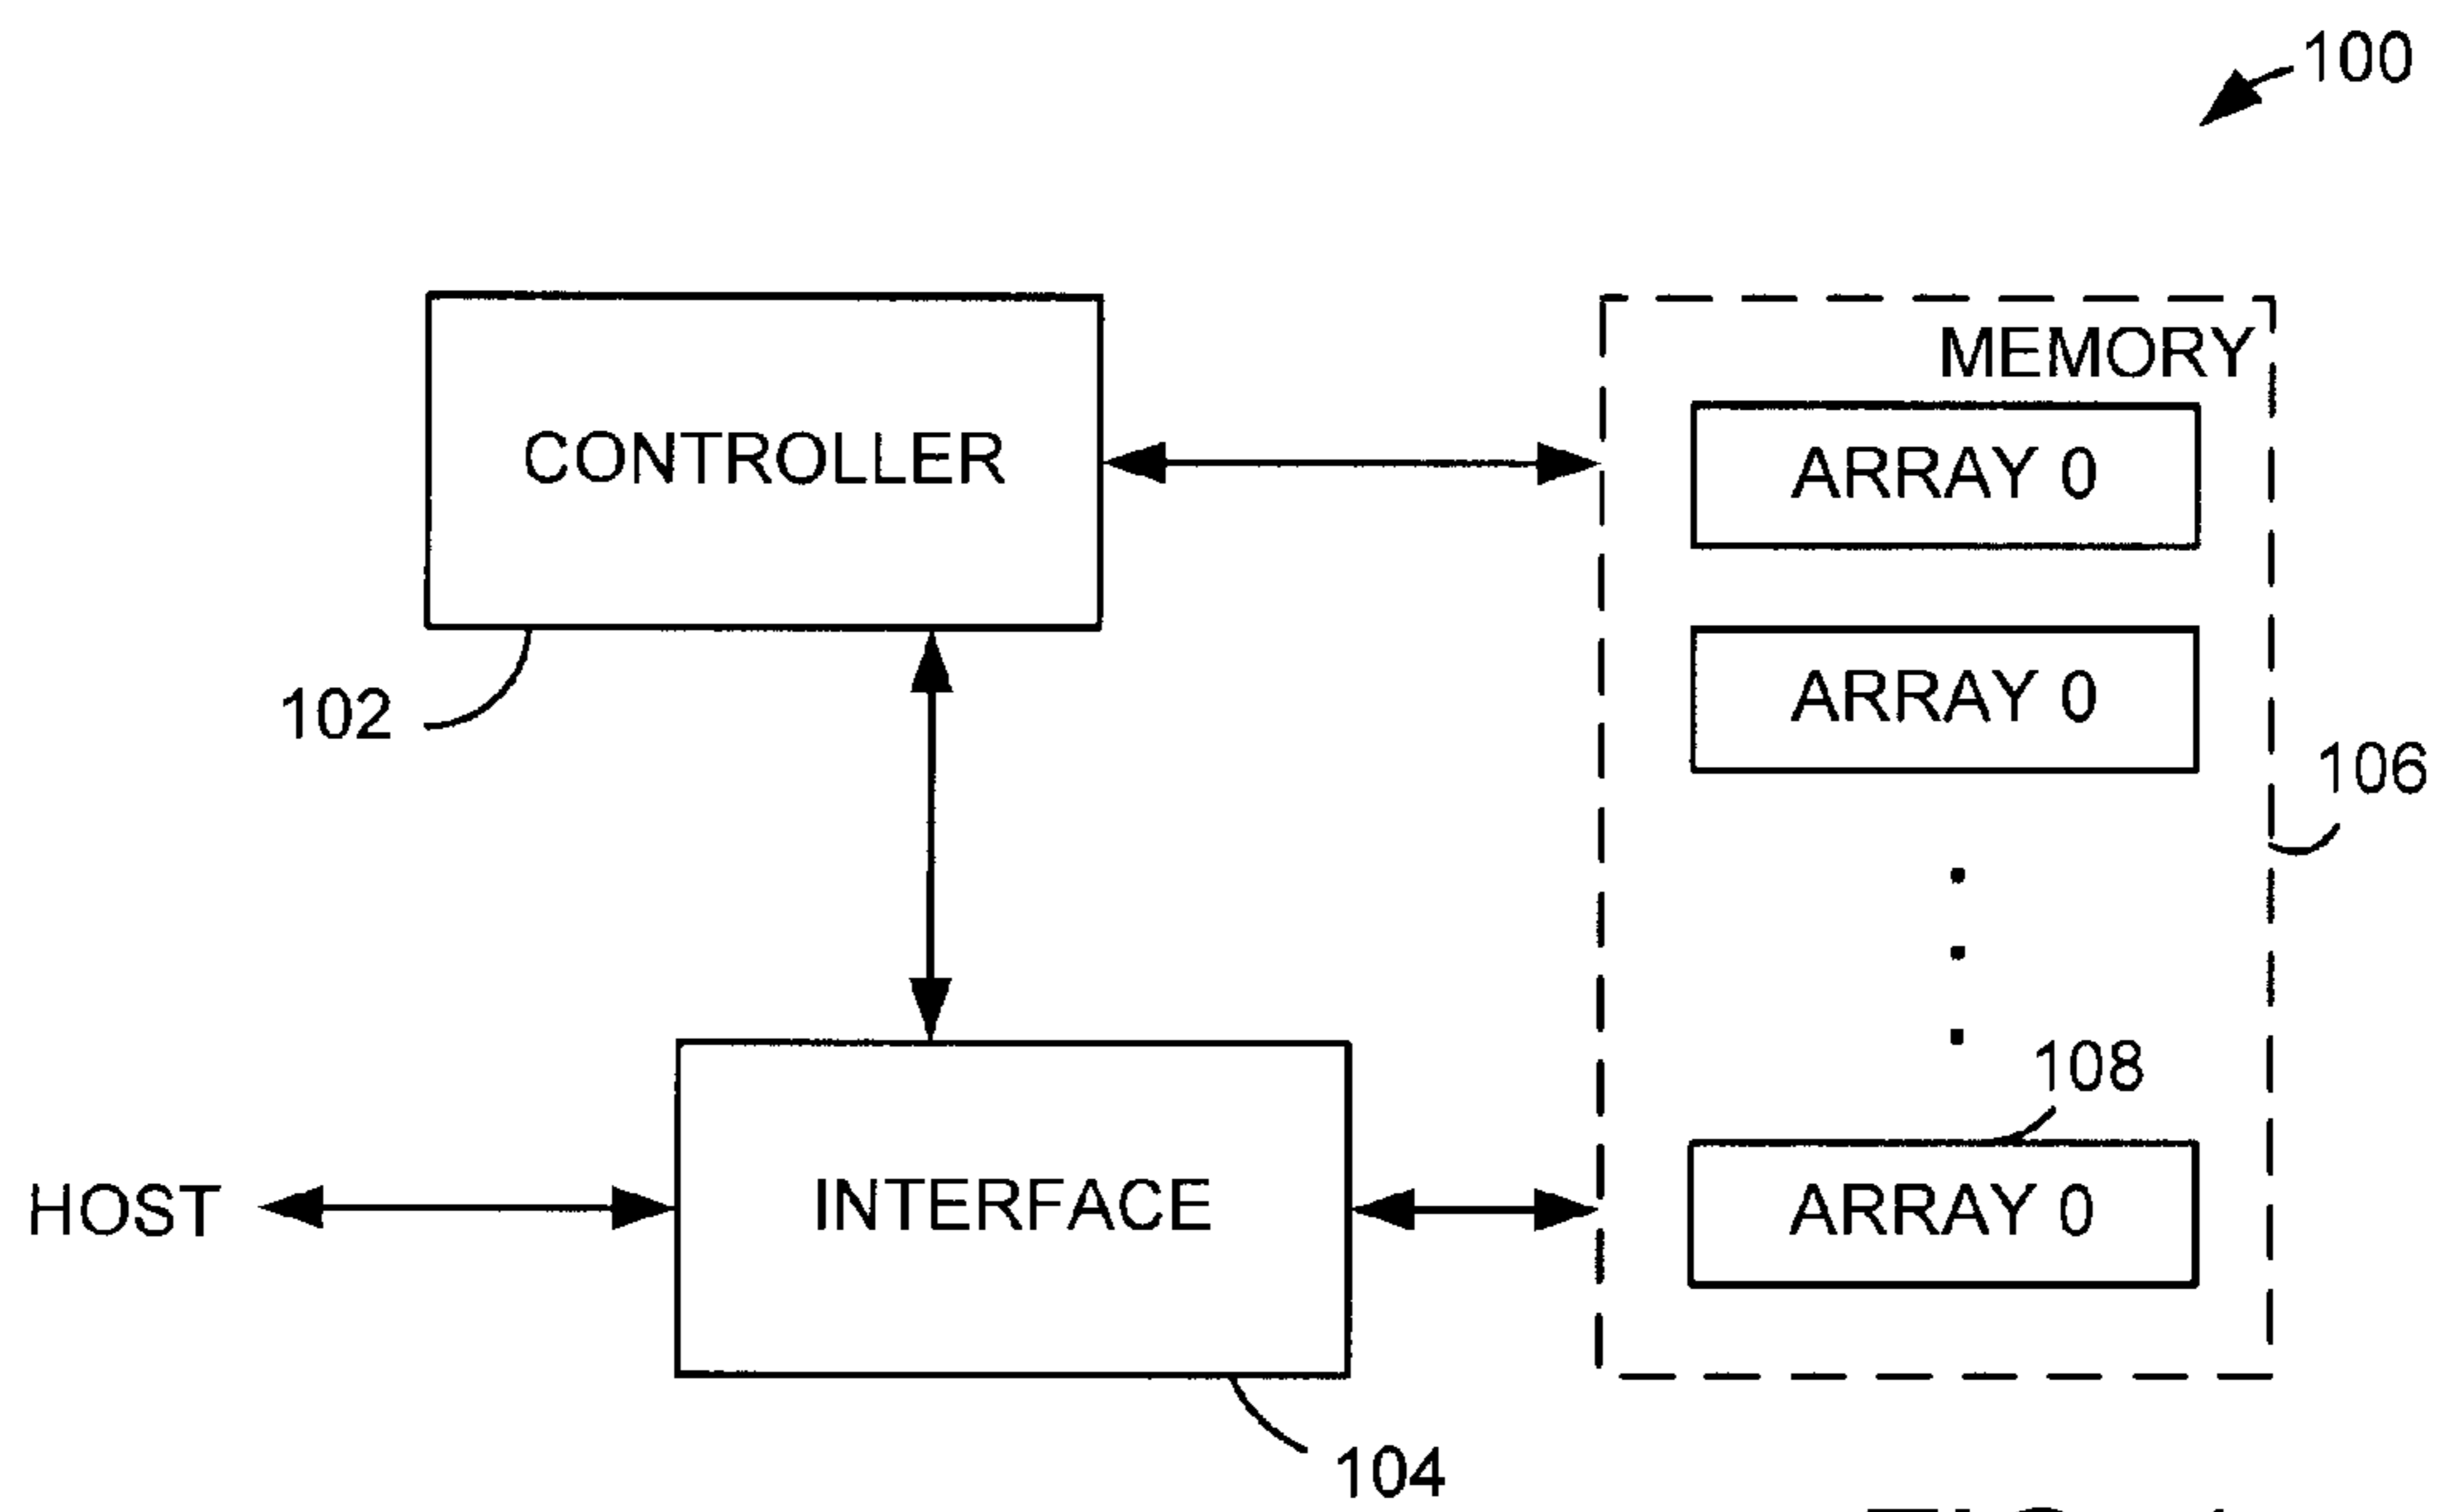 100
MEMORY
CONTROLLER
ARRAY 0
ARRAY 0
102
106
108
HOST
INTERFACE
ARRAY 0
104